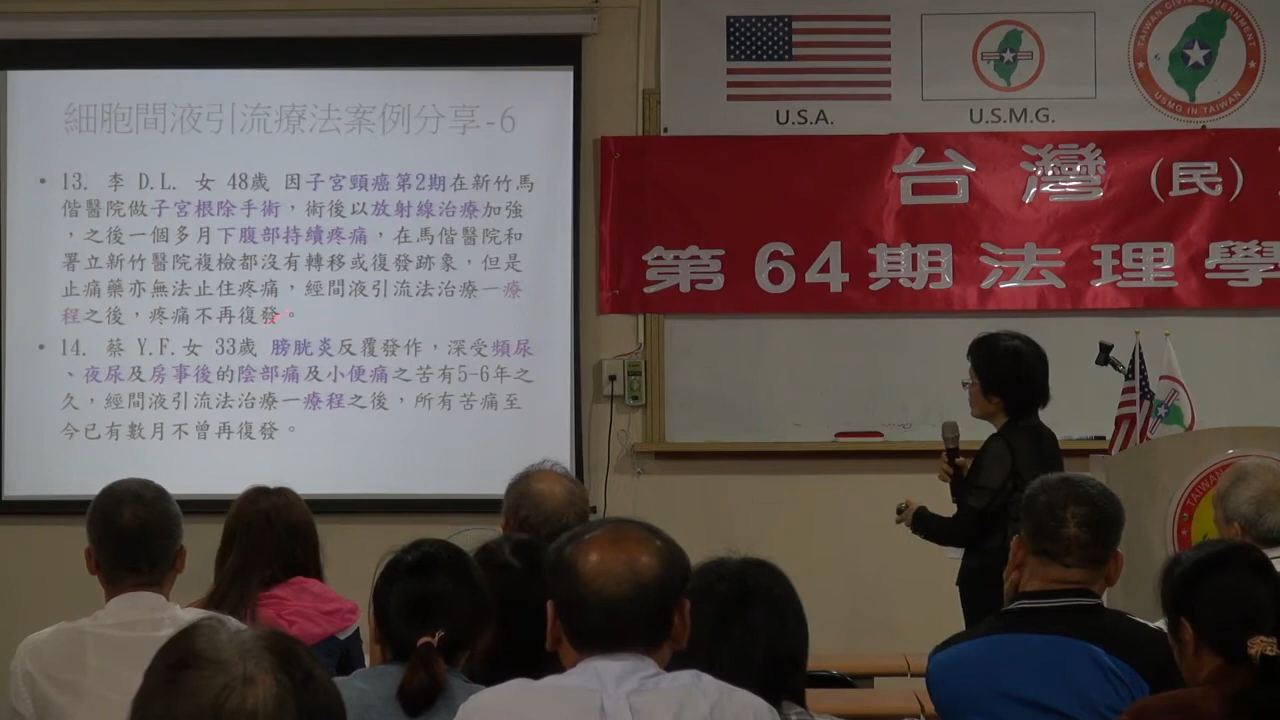 細胞間液引流療法案例分享-6
• 13. 李 D.L. 女 48歲 因子宮頸癌第2期在新竹馬
偕醫院做子宮根除手術，術後以放射線治療加強
，之後一個多月下腹部持續疼痛，在馬偕醫院和
署立新竹醫院複檢都沒有轉移或復發跡象，但是
止痛藥亦無法止住疼痛，經間液引流法治療一療
程之後，疼痛不再復發。
• 14. 蔡 Y.F.女 33歲 膀胱炎反覆發作，深受頻尿
、夜尿及房事後的陰部痛及小便痛之苦有5-6年之
久，經間液引流法治療一療程之後，所有苦痛至
今已有數月不曾再復發。
U.S.A.
U.S.M.G.
TAIWAN CIVIL GOVERNMENT
USMG IN TAIWAN
台灣(民)
第64期法理學
TAIWAN